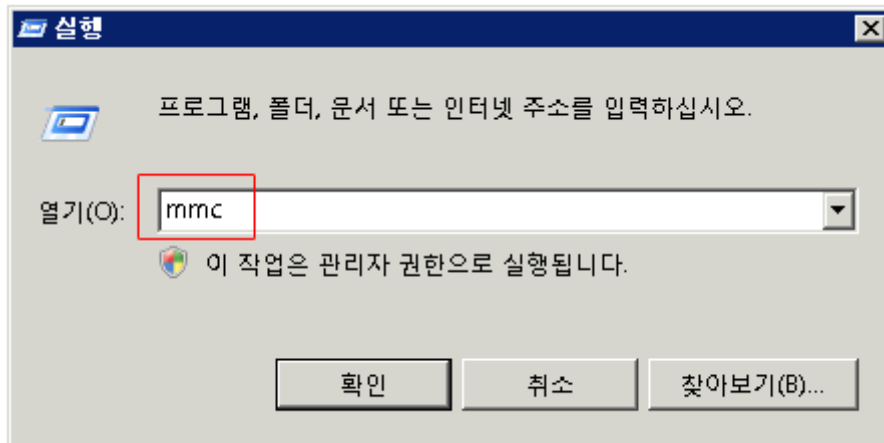 실행
프로그램, 폴더, 문서 또는 인터넷 주소를 입력하십시오.
열기(O): mmc
이 작업은 관리자 권한으로 실행됩니다.
확인 취소 찾아보기(B)...